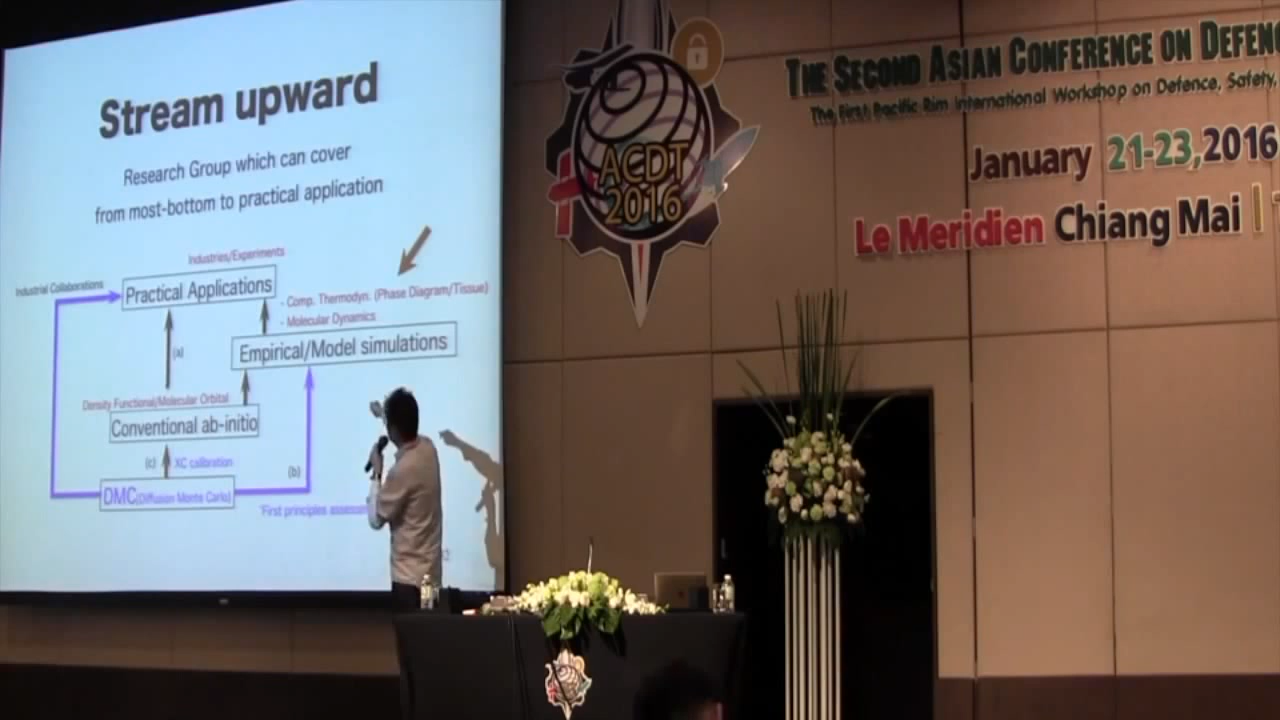 Stream upward
Research Group which can cover
from most-bottom to practical application
Industries/Experiments
Industrial Collaborations
Practical Applications
- Comp. Thermodyn. (Phase Diagram/Tissue)
- Molecular Dynamics
(a)
Empirical/Model simulations
Density Functional/Molecular Orbital
Conventional ab-initio
(c)
XC calibration
(b)
DMC(Diffusion Monte Carlo)
"First principles
ACDT
2016
THE SECOND ASIAN CONFERENCE ON
The First Pacific Rim International Workshop on Defence, Safety,
January 21-23,2016
Le Meridien Chiang Mai |